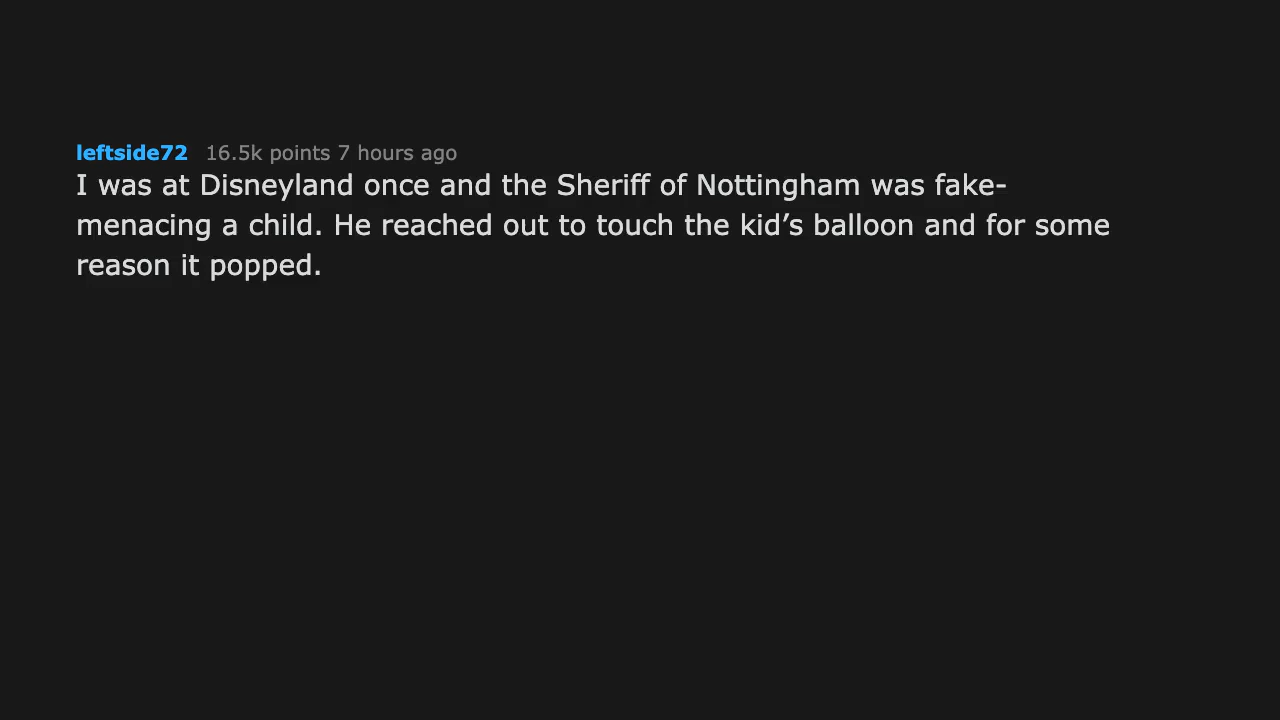 leftside72 16.5k points 7 hours ago
I was at Disneyland once and the Sheriff of Nottingham was fake-
menacing a child. He reached out to touch the kid’s balloon and for some
reason it popped.